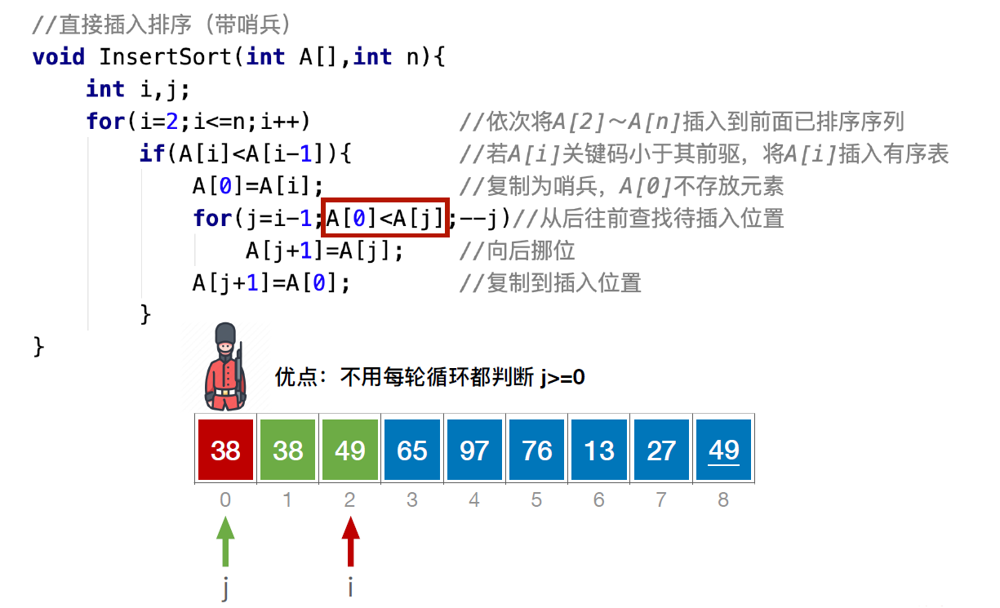 //直接插入排序（带哨兵）
void InsertSort(int A[],int n){
int i,j;
for(i=2;i<=n;i++) //依次将A[2]～A[n]插入到前面已排序序列
if(A[i]<A[i-1]){ //若A[i]关键码小于其前驱，将A[i]插入有序表
A[0]=A[i]; //复制为哨兵，A[0]不存放元素
for(j=i-1;A[0]<A[j];--j)//从后往前查找待插入位置
A[j+1]=A[j]; //向后挪位
A[j+1]=A[0]; //复制到插入位置
}
}
优点：不用每轮循环都判断 j>=0
38 38 49 65 97 76 13 27 49
0 1 2 3 4 5 6 7 8
j i